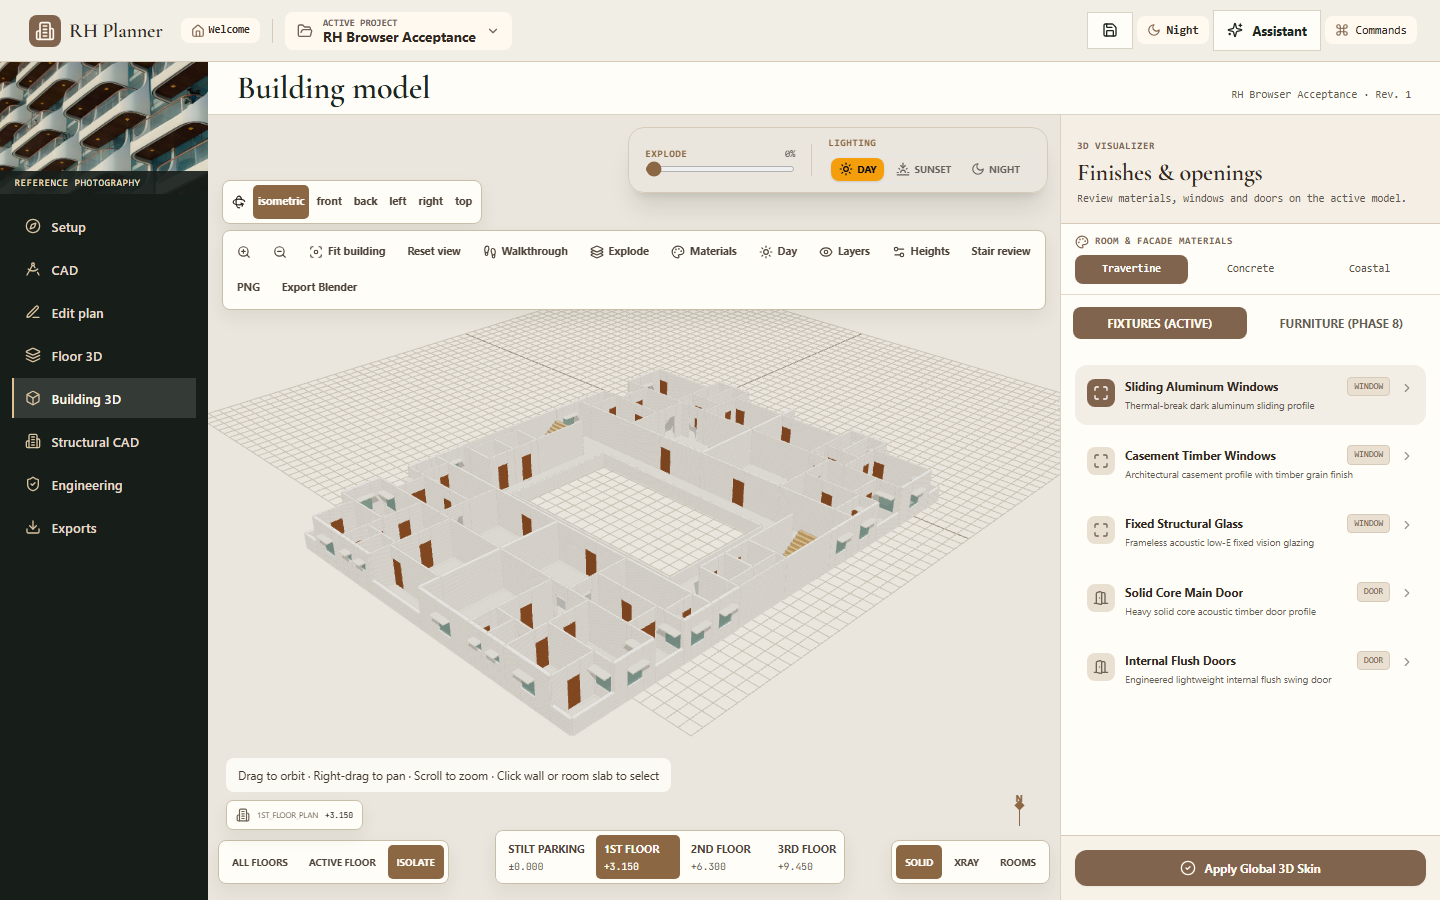 RH Planner
Welcome
ACTIVE PROJECT
RH Browser Acceptance
Night
Assistant
Commands
REFERENCE PHOTOGRAPHY
Setup
CAD
Edit plan
Floor 3D
Building 3D
Structural CAD
Engineering
Exports
Building model
RH Browser Acceptance · Rev. 1
EXPLODE 0%
LIGHTING
DAY SUNSET NIGHT
isometric front back left right top
Fit building Reset view Walkthrough Explode Materials Day Layers Heights Stair review
PNG Export Blender
Drag to orbit · Right-drag to pan · Scroll to zoom · Click wall or room slab to select
1ST_FLOOR_PLAN +3.150
N
ALL FLOORS ACTIVE FLOOR ISOLATE
STILT PARKING 1ST FLOOR 2ND FLOOR 3RD FLOOR
±0.000 +3.150 +6.300 +9.450
SOLID XRAY ROOMS
3D VISUALIZER
Finishes & openings
Review materials, windows and doors on the active model.
ROOM & FACADE MATERIALS
Travertine Concrete Coastal
FIXTURES (ACTIVE) FURNITURE (PHASE 8)
Sliding Aluminum Windows WINDOW
Thermal-break dark aluminum sliding profile
Casement Timber Windows WINDOW
Architectural casement profile with timber grain finish
Fixed Structural Glass WINDOW
Frameless acoustic low-E fixed vision glazing
Solid Core Main Door DOOR
Heavy solid core acoustic timber door profile
Internal Flush Doors DOOR
Engineered lightweight internal flush swing door
Apply Global 3D Skin